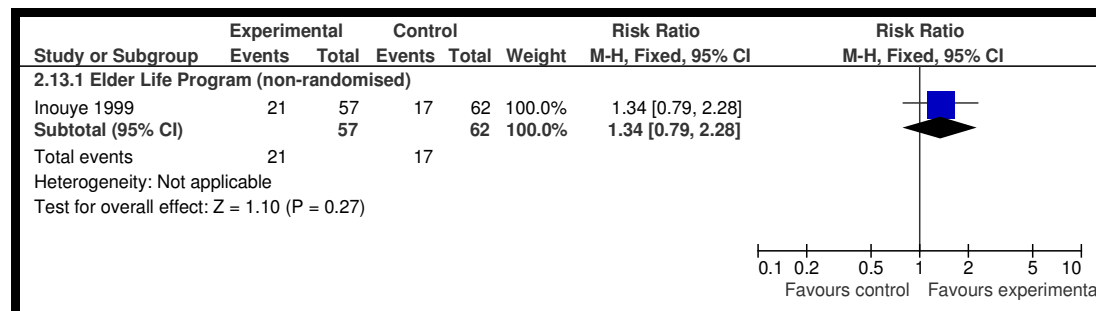 Experimental Control Risk Ratio Risk Ratio
Study or Subgroup Events Total Events Total Weight M-H, Fixed, 95% CI M-H, Fixed, 95% CI
2.13.1 Elder Life Program (non-randomised)
Inouye 1999 21 57 17 62 100.0% 1.34 [0.79, 2.28]
Subtotal (95% CI) 57 62 100.0% 1.34 [0.79, 2.28]
Total events 21 17
Heterogeneity: Not applicable
Test for overall effect: Z = 1.10 (P = 0.27)
0.1 0.2 0.5 1 2 5 10
Favours control Favours experimenta